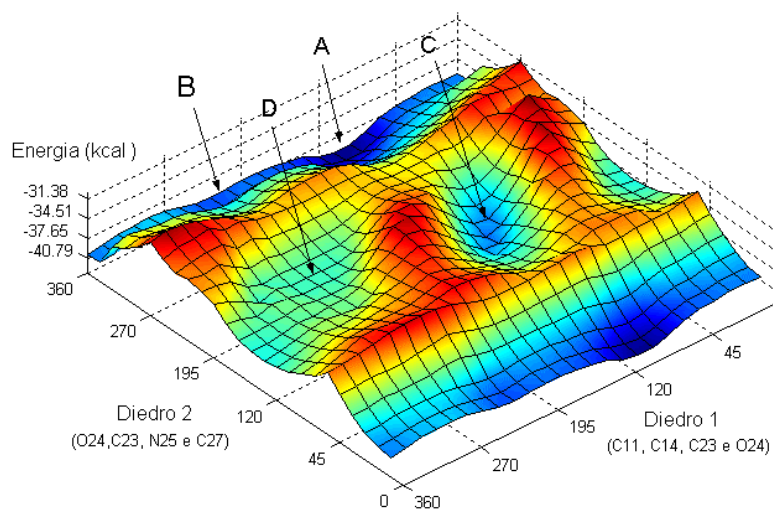 A
C
B
D
Energia (kcal )
-31.38
-34.51
-37.65
-40.79
360
270
195
120
45
0
Diedro 2
(O24,C23, N25 e C27)
45
120
195
270
360
Diedro 1
(C11, C14, C23 e O24)